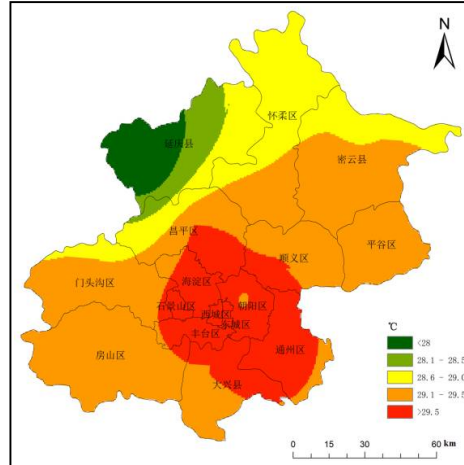 N
怀柔区
延庆县
密云县
昌平区
顺义区
平谷区
门头沟区
海淀区
石景山区
朝阳区
西城区
东城区
丰台区
房山区
通州区
大兴县
℃
<28
28.1 - 28.5
28.6 - 29.0
29.1 - 29.5
>29.5
0 15 30 60 km